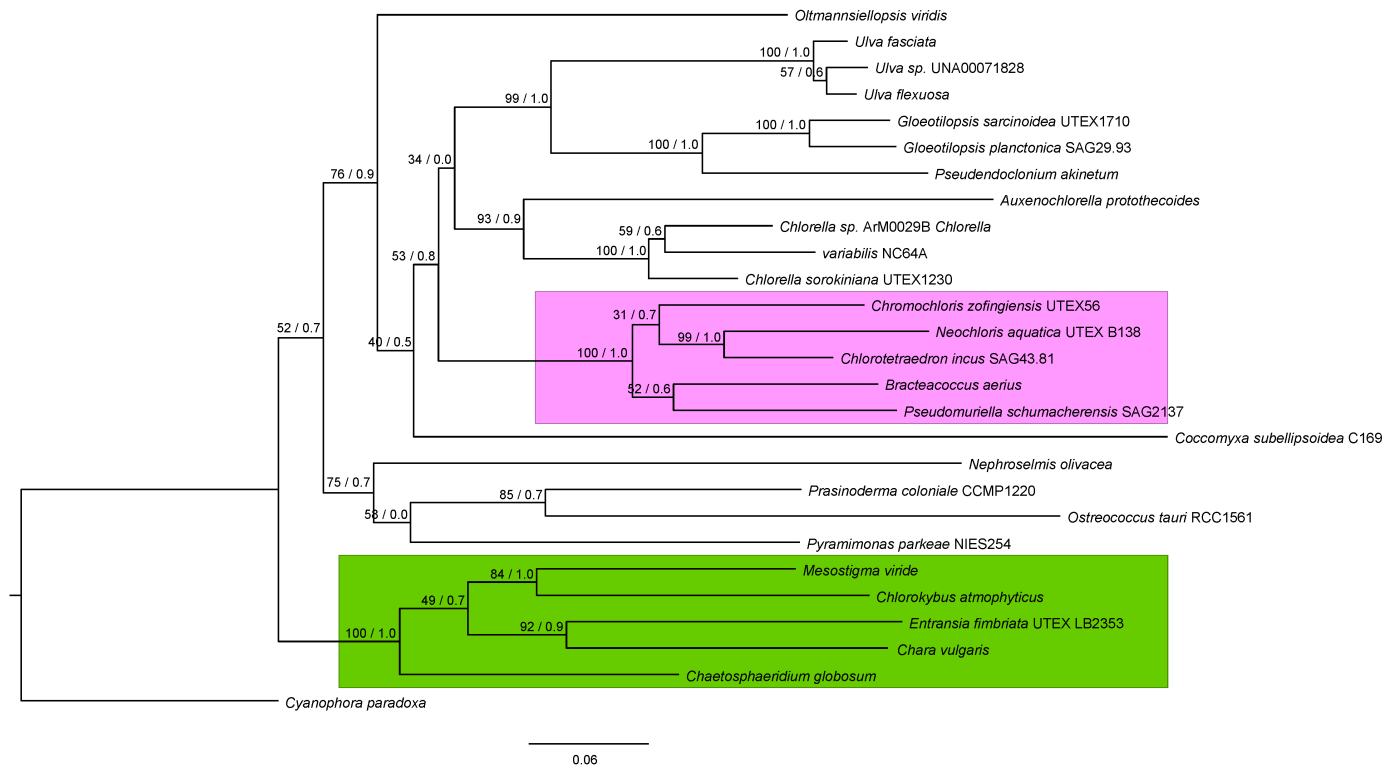 Oltmannsiellopsis viridis
Ulva fasciata
100 / 1.0
Ulva sp. UNA00071828
57 / 0.6
Ulva flexuosa
99 / 1.0
Gloeotilopsis sarcinoidea UTEX1710
100 / 1.0
Gloeotilopsis planctonica SAG29.93
100 / 1.0
34 / 0.0
Pseudendoclonium akinetum
76 / 0.9
Auxenochlorella protothecoides
93 / 0.9
Chlorella sp. ArM0029B Chlorella
59 / 0.6
variabilis NC64A
100 / 1.0
53 / 0.8
Chlorella sorokiniana UTEX1230
Chromochloris zofingiensis UTEX56
31 / 0.7
52 / 0.7
Neochloris aquatica UTEX B138
99 / 1.0
40 / 0.5
100 / 1.0
Chlorotetraedron incus SAG43.81
Bracteacoccus aerius
52 / 0.6
Pseudomuriella schumacherensis SAG2137
Coccomyxa subellipsoidea C169
Nephroselmis olivacea
75 / 0.7
Prasinoderma coloniale CCMP1220
85 / 0.7
58 / 0.0
Ostreococcus tauri RCC1561
Pyramimonas parkeae NIES254
Mesostigma viride
84 / 1.0
Chlorokybus atmophyticus
49 / 0.7
Entransia fimbriata UTEX LB2353
92 / 0.9
100 / 1.0
Chara vulgaris
Chaetosphaeridium globosum
Cyanophora paradoxa
0.06